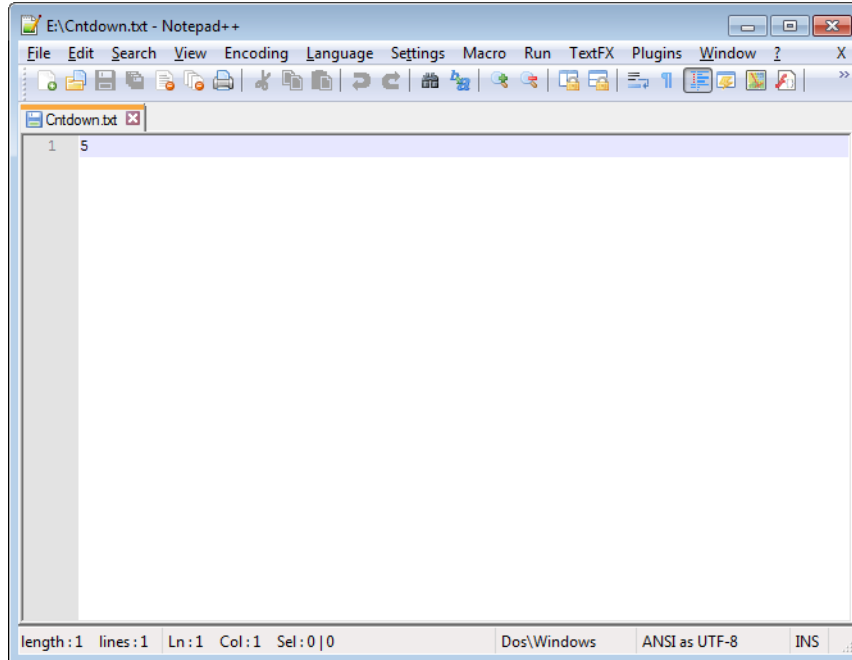 E:\Cntdown.txt - Notepad++
File Edit Search View Encoding Language Settings Macro Run TextFX Plugins Window ? X
Cntdown.txt
1 5
length : 1 lines : 1 Ln : 1 Col : 1 Sel : 0 | 0 Dos\Windows ANSI as UTF-8 INS